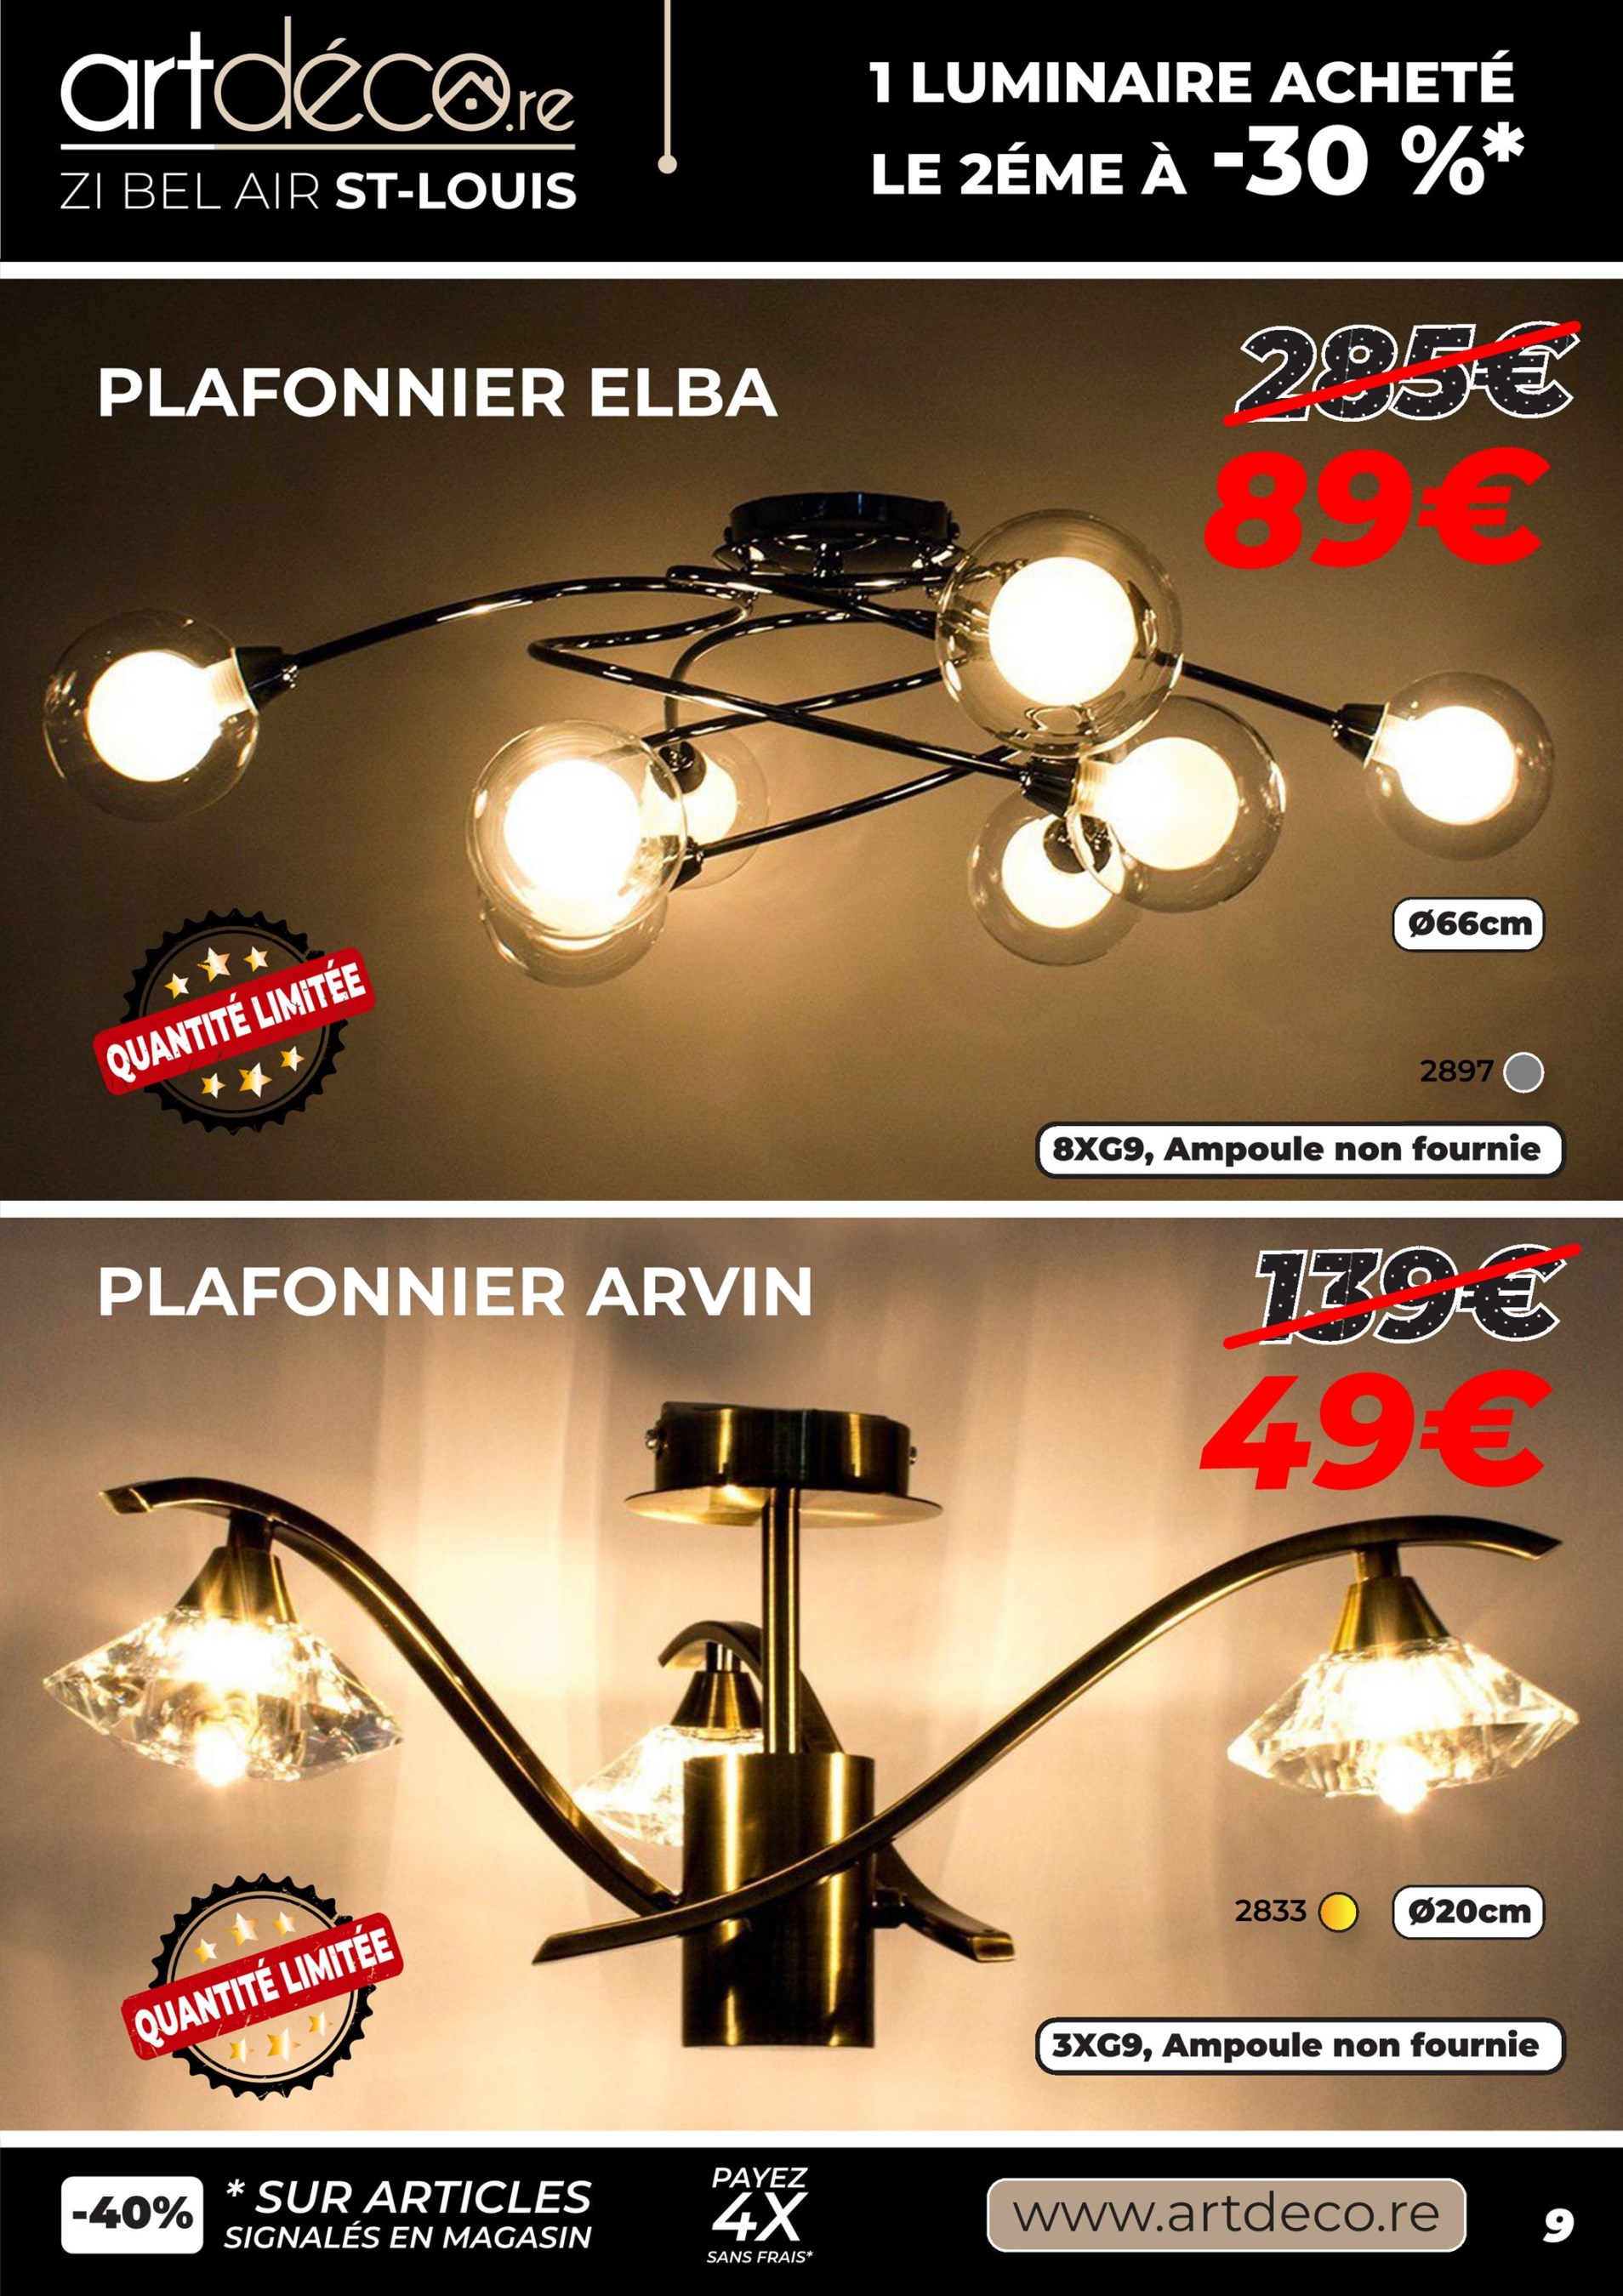 artdéco.re
ZI BEL AIR ST-LOUIS
1 LUMINAIRE ACHETÉ
LE 2ÉME À -30 %*
PLAFONNIER ELBA
285€
89€
Ø66cm
QUANTITÉ LIMITÉE
2897
8XG9, Ampoule non fournie
PLAFONNIER ARVIN
139€
49€
2833
Ø20cm
QUANTITÉ LIMITÉE
3XG9, Ampoule non fournie
-40%
* SUR ARTICLES
SIGNALÉS EN MAGASIN
PAYEZ
4X
SANS FRAIS*
www.artdeco.re
9